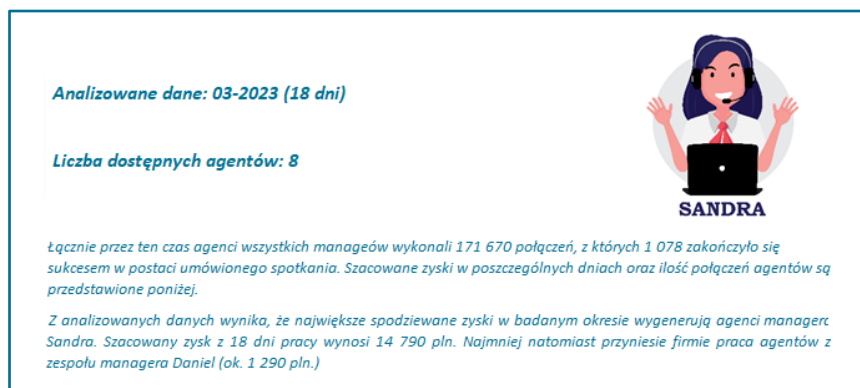 Analizowane dane: 03-2023 (18 dni)
Liczba dostępnych agentów: 8
SANDRA
Łącznie przez ten czas agenci wszystkich manageów wykonali 171 670 połączeń, z których 1 078 zakończyło się
sukcesem w postaci umówionego spotkania. Szacowane zyski w poszczególnych dniach oraz ilość połączeń agentów są
przedstawione poniżej.
Z analizowanych danych wynika, że największe spodziewane zyski w badanym okresie wygenerują agenci managera
Sandra. Szacowany zysk z 18 dni pracy wynosi 14 790 pln. Najmniej natomiast przyniesie firmie praca agentów z
zespołu managera Daniel (ok. 1 290 pln.)